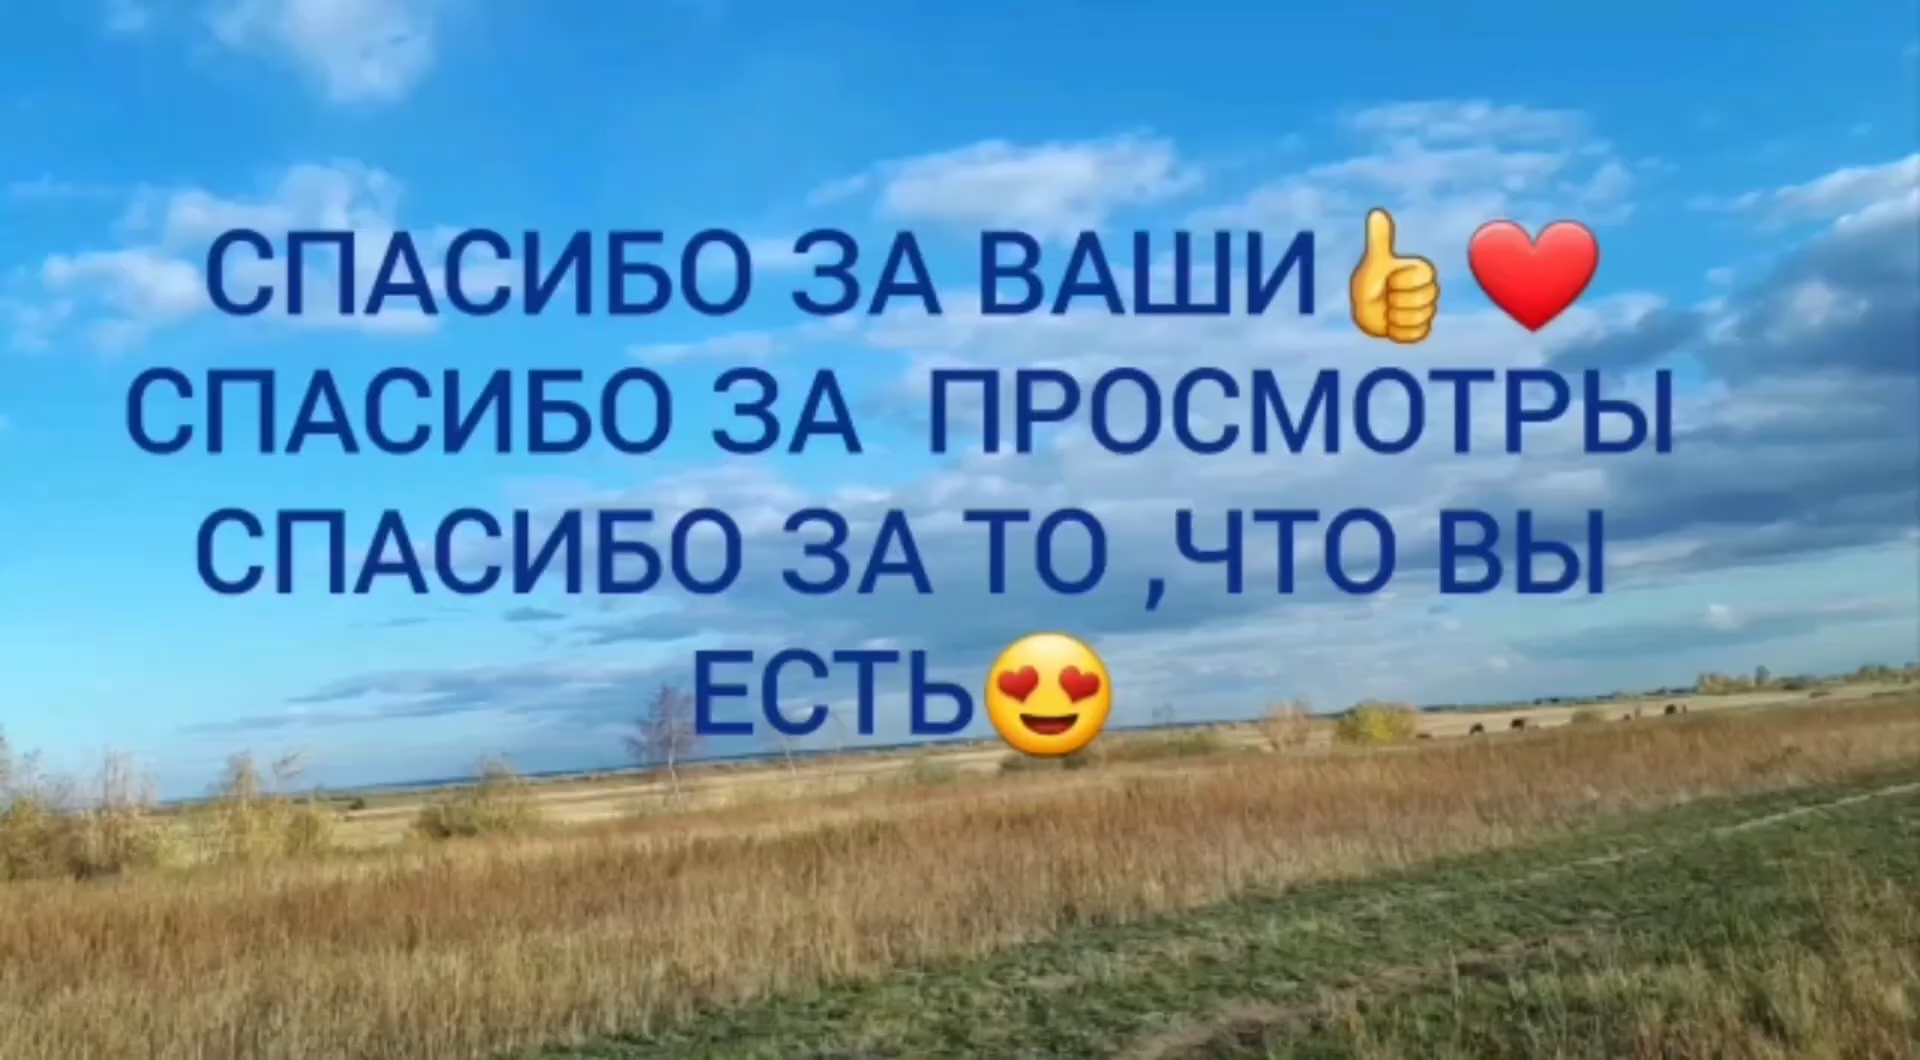 СПАСИБО ЗА ВАШИ👍❤️
СПАСИБО ЗА  ПРОСМОТРЫ
СПАСИБО ЗА ТО ,ЧТО ВЫ
ЕСТЬ😍